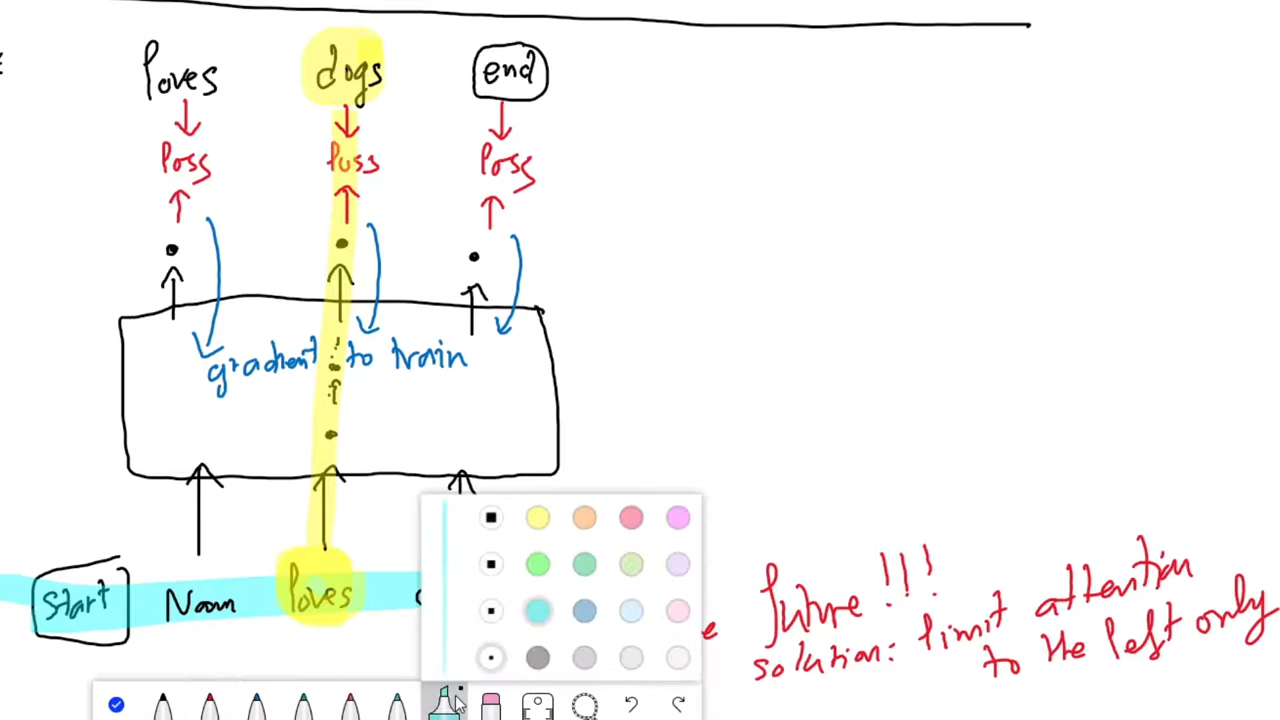 loves dogs end
loss loss loss
gradient to train
Start Noam loves
future!!!
solution: limit attention
to the left only